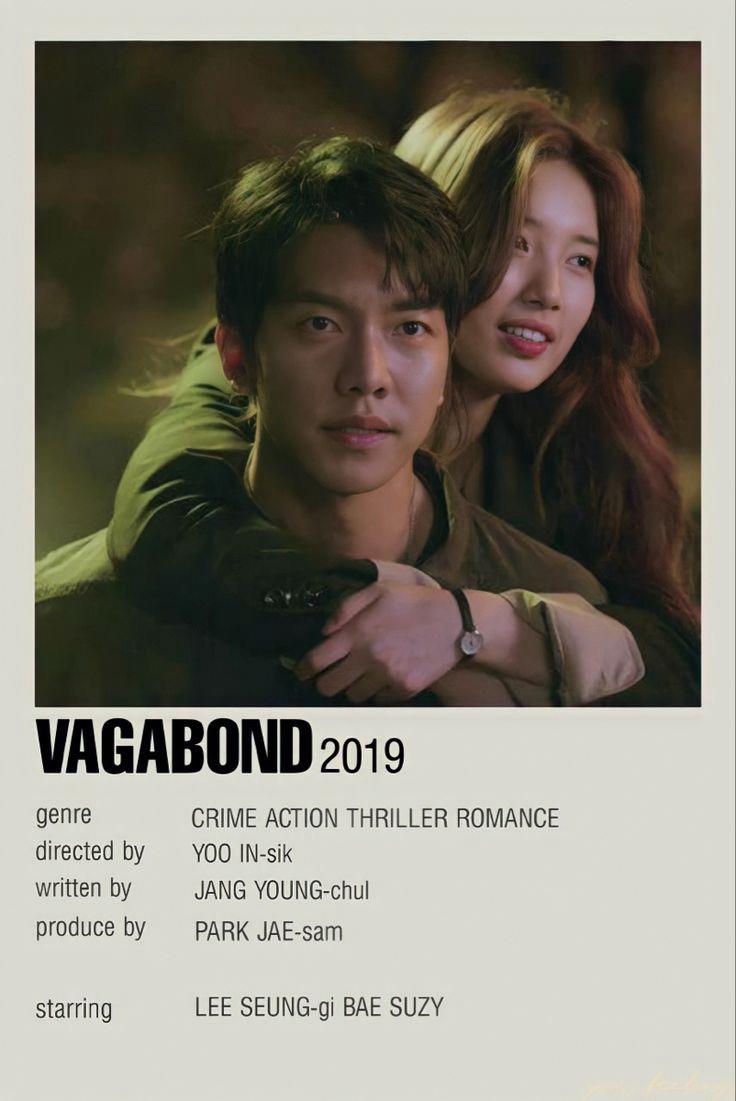 VAGABOND 2019
genre CRIME ACTION THRILLER ROMANCE
directed by YOO IN-sik
written by JANG YOUNG-chul
produce by PARK JAE-sam
starring LEE SEUNG-gi BAE SUZY